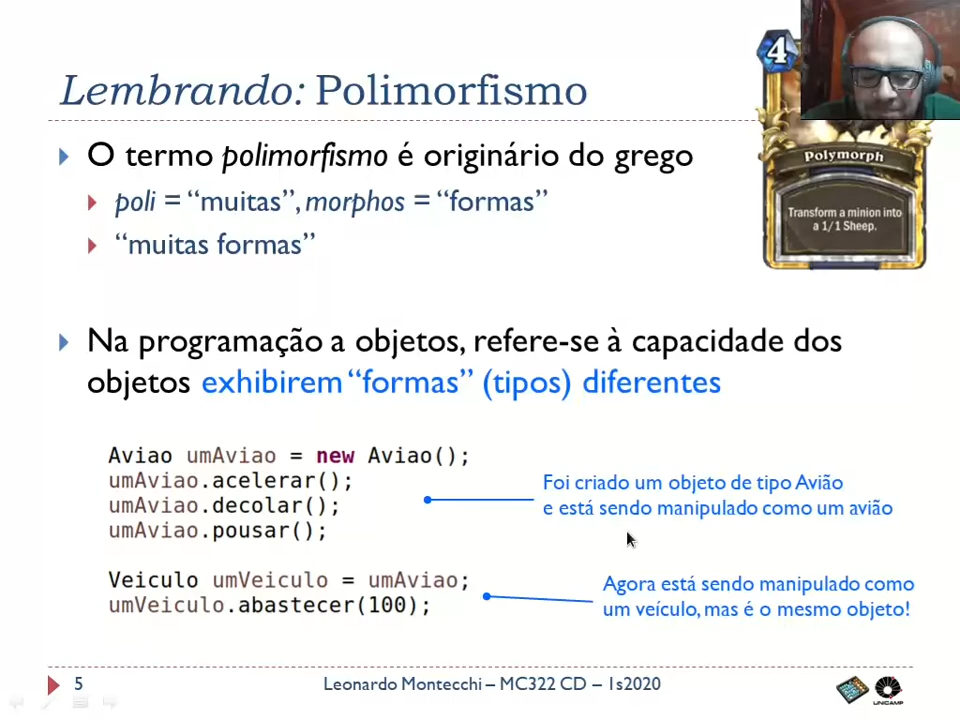 Lembrando: Polimorfismo
4
Polymorph
Transform a minion into
a 1/1 Sheep.
O termo polimorfismo é originário do grego
poli = “muitas”, morphos = “formas”
“muitas formas”
Na programação a objetos, refere-se à capacidade dos
objetos exhibirem “formas” (tipos) diferentes
Aviao umAviao = new Aviao();
umAviao.acelerar();
umAviao.decolar();
umAviao.pousar();
Foi criado um objeto de tipo Avião
e está sendo manipulado como um avião
Veiculo umVeiculo = umAviao;
umVeiculo.abastecer(100);
Agora está sendo manipulado como
um veículo, mas é o mesmo objeto!
5
Leonardo Montecchi – MC322 CD – 1s2020
UNICAMP